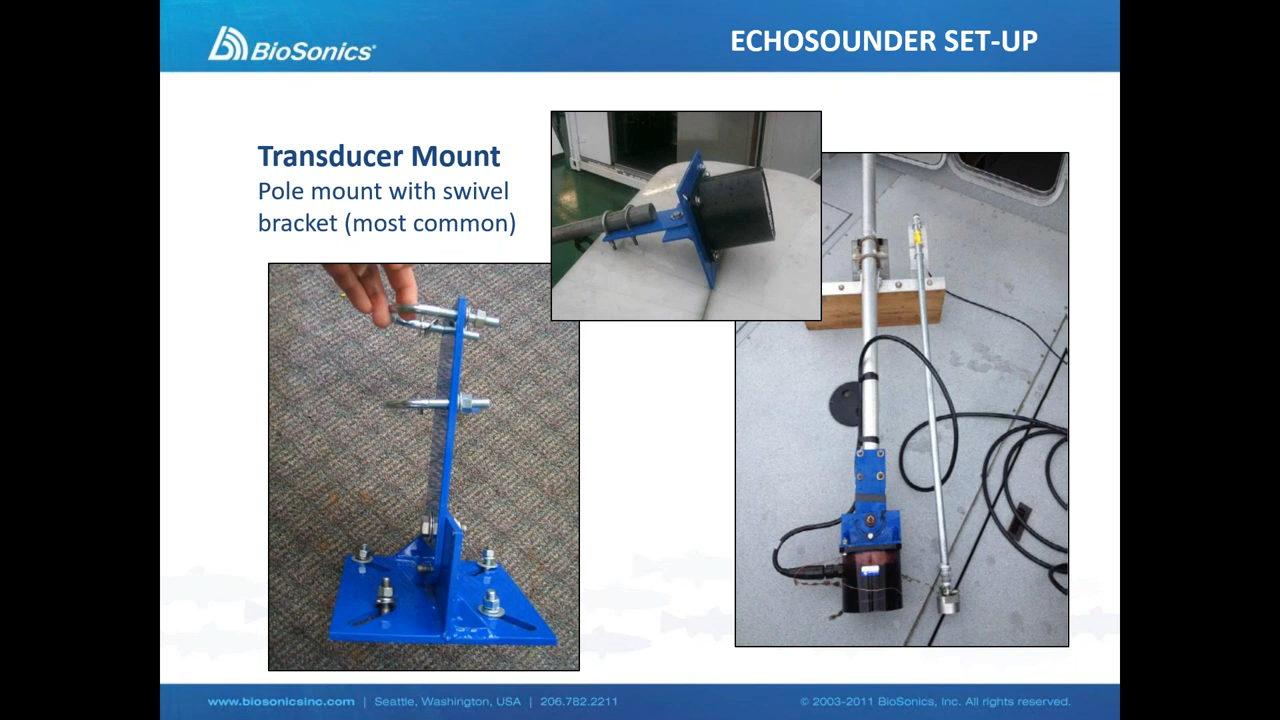 BioSonics®
ECHOSOUNDER SET-UP
Transducer Mount
Pole mount with swivel
bracket (most common)
www.biosonicsinc.com | Seattle, Washington, USA | 206.782.2211
© 2003-2011 BioSonics, Inc. All rights reserved.